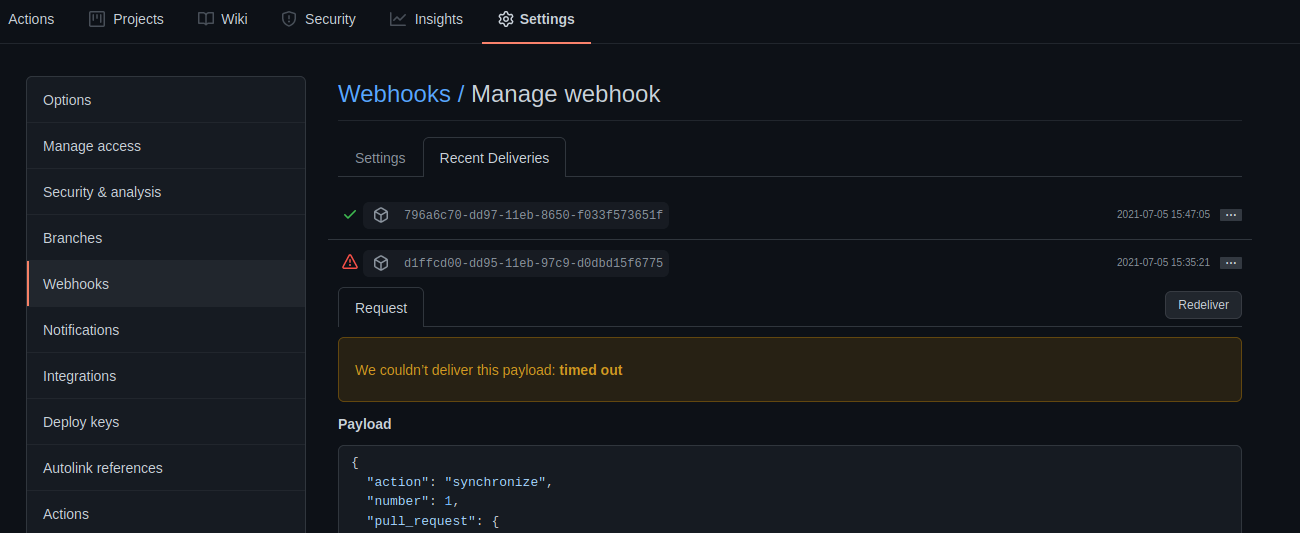 Actions Projects Wiki Security Insights Settings
Options
Manage access
Security & analysis
Branches
Webhooks
Notifications
Integrations
Deploy keys
Autolink references
Actions
Webhooks / Manage webhook
Settings Recent Deliveries
796a6c70-dd97-11eb-8650-f033f573651f 2021-07-05 15:47:05 ...
d1ffcd00-dd95-11eb-97c9-d0dbd15f6775 2021-07-05 15:35:21 ...
Request Redeliver
We couldn’t deliver this payload: timed out
Payload
{
"action": "synchronize",
"number": 1,
"pull_request": {